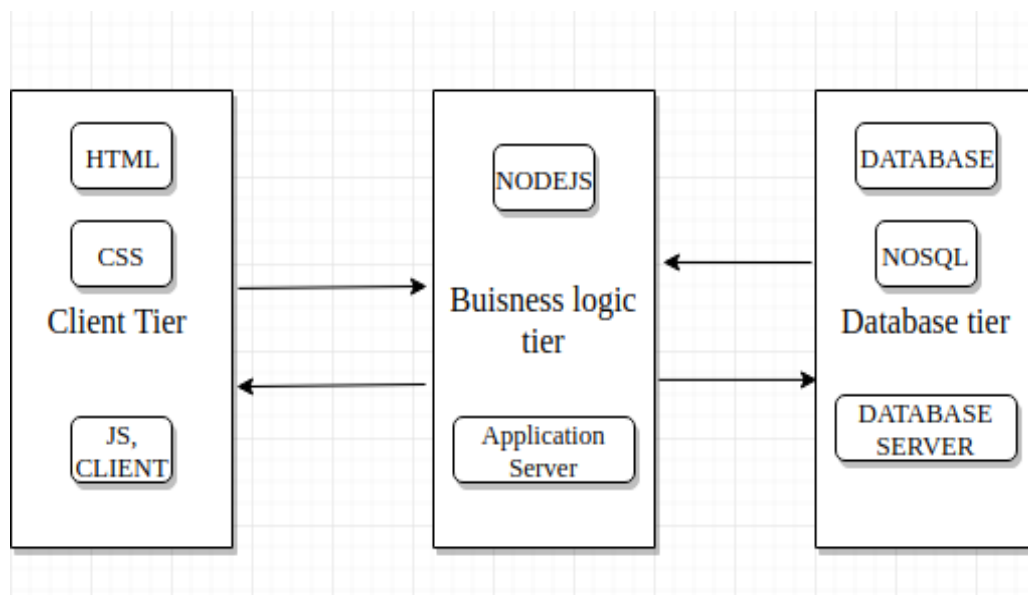 HTML
CSS
Client Tier
JS,
CLIENT
NODEJS
Buisness logic
tier
Application
Server
DATABASE
NOSQL
Database tier
DATABASE
SERVER